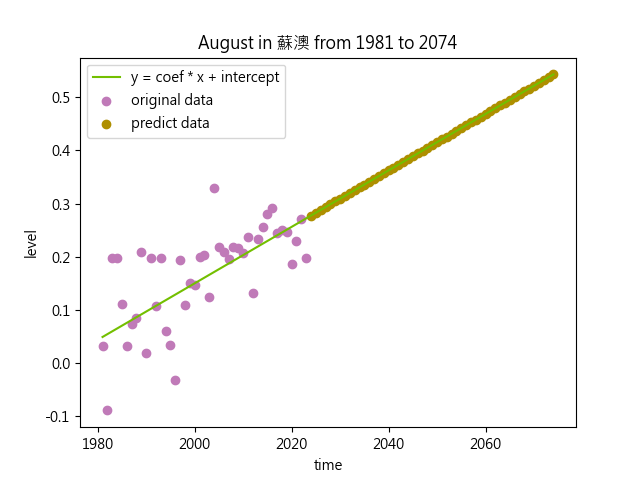 August in 蘇澳 from 1981 to 2074
y = coef * x + intercept
original data
predict data
level
0.5
0.4
0.3
0.2
0.1
0.0
-0.1
1980 2000 2020 2040 2060
time